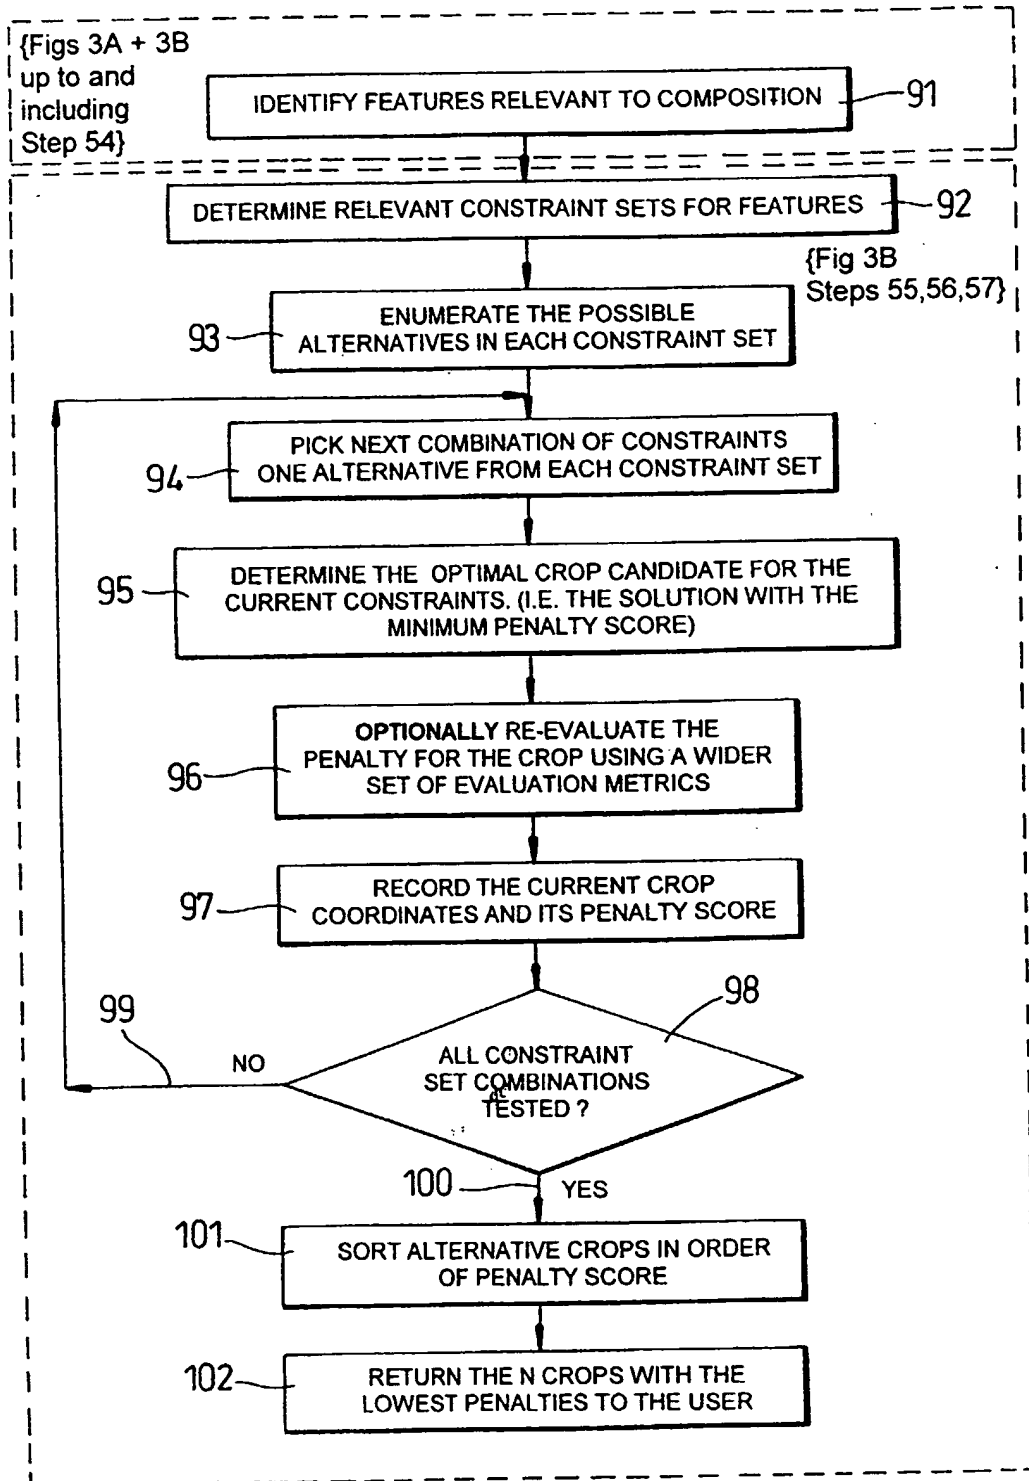 {Figs 3A + 3B
up to and
including
Step 54}
IDENTIFY FEATURES RELEVANT TO COMPOSITION
91
DETERMINE RELEVANT CONSTRAINT SETS FOR FEATURES
92
{Fig 3B
Steps 55,56,57}
93
ENUMERATE THE POSSIBLE
ALTERNATIVES IN EACH CONSTRAINT SET
94
PICK NEXT COMBINATION OF CONSTRAINTS
ONE ALTERNATIVE FROM EACH CONSTRAINT SET
95
DETERMINE THE OPTIMAL CROP CANDIDATE FOR THE
CURRENT CONSTRAINTS. (I.E. THE SOLUTION WITH THE
MINIMUM PENALTY SCORE)
96
OPTIONALLY RE-EVALUATE THE
PENALTY FOR THE CROP USING A WIDER
SET OF EVALUATION METRICS
97
RECORD THE CURRENT CROP
COORDINATES AND ITS PENALTY SCORE
98
99
NO
ALL CONSTRAINT
SET COMBINATIONS
TESTED ?
100
YES
101
SORT ALTERNATIVE CROPS IN ORDER
OF PENALTY SCORE
102
RETURN THE N CROPS WITH THE
LOWEST PENALTIES TO THE USER